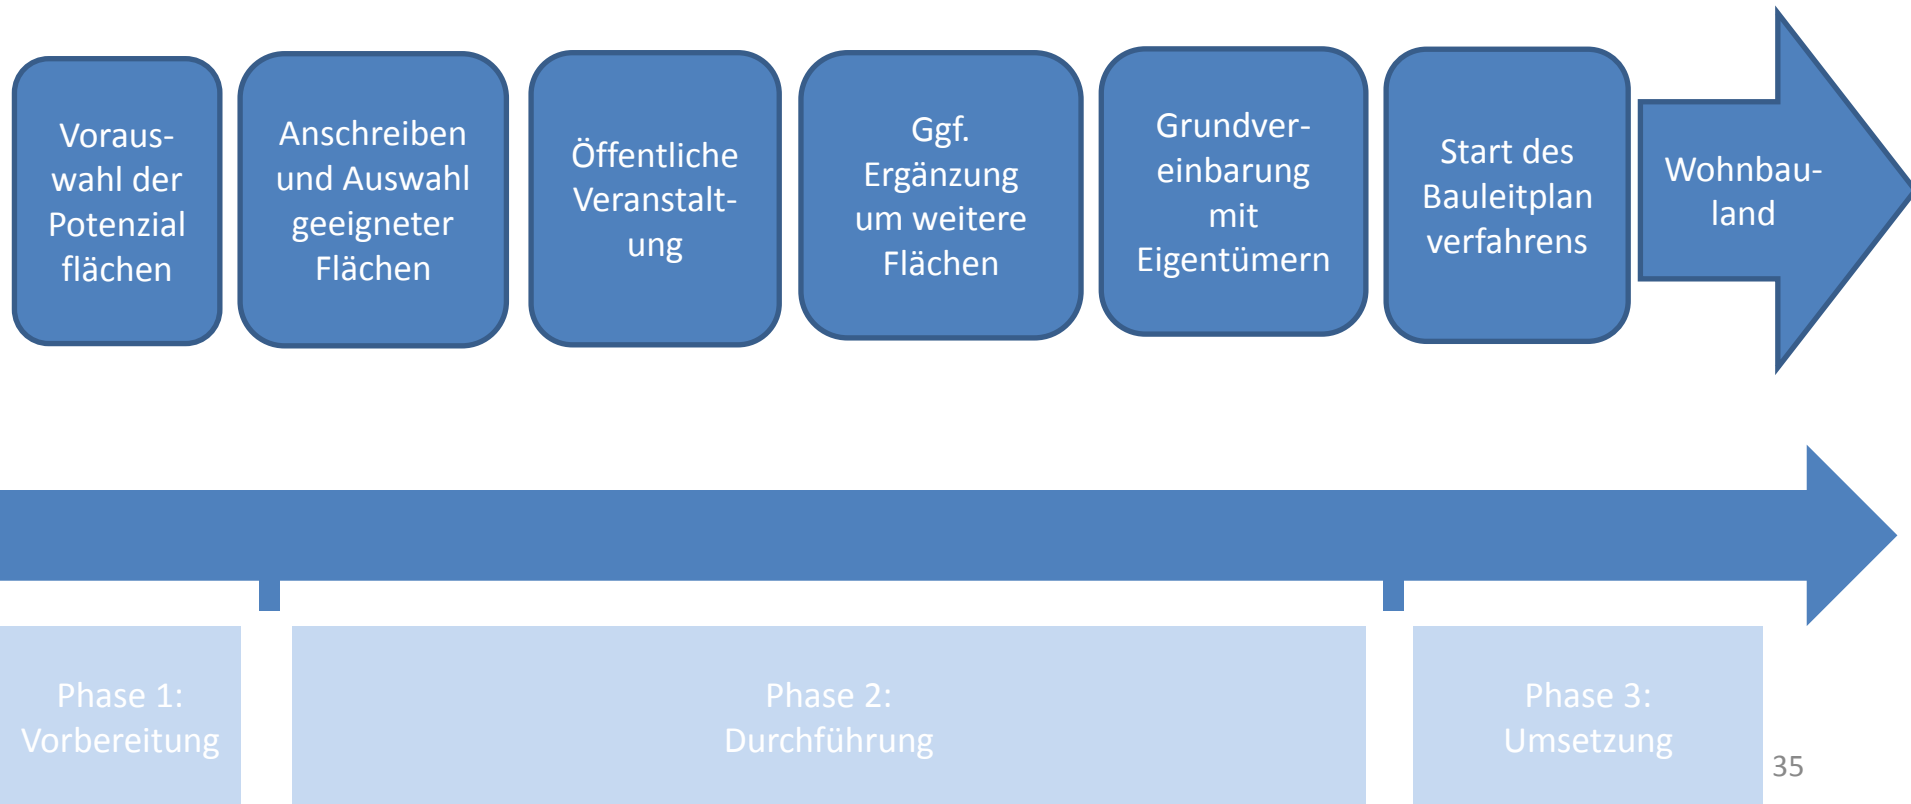 Voraus-
wahl der
Potenzial
flächen
Anschreiben
und Auswahl
geeigneter
Flächen
Öffentliche
Veranstalt-
ung
Ggf.
Ergänzung
um weitere
Flächen
Grundver-
einbarung
mit
Eigentümern
Start des
Bauleitplan
verfahrens
Wohnbau-
land
Phase 1:
Vorbereitung
Phase 2:
Durchführung
Phase 3:
Umsetzung
35